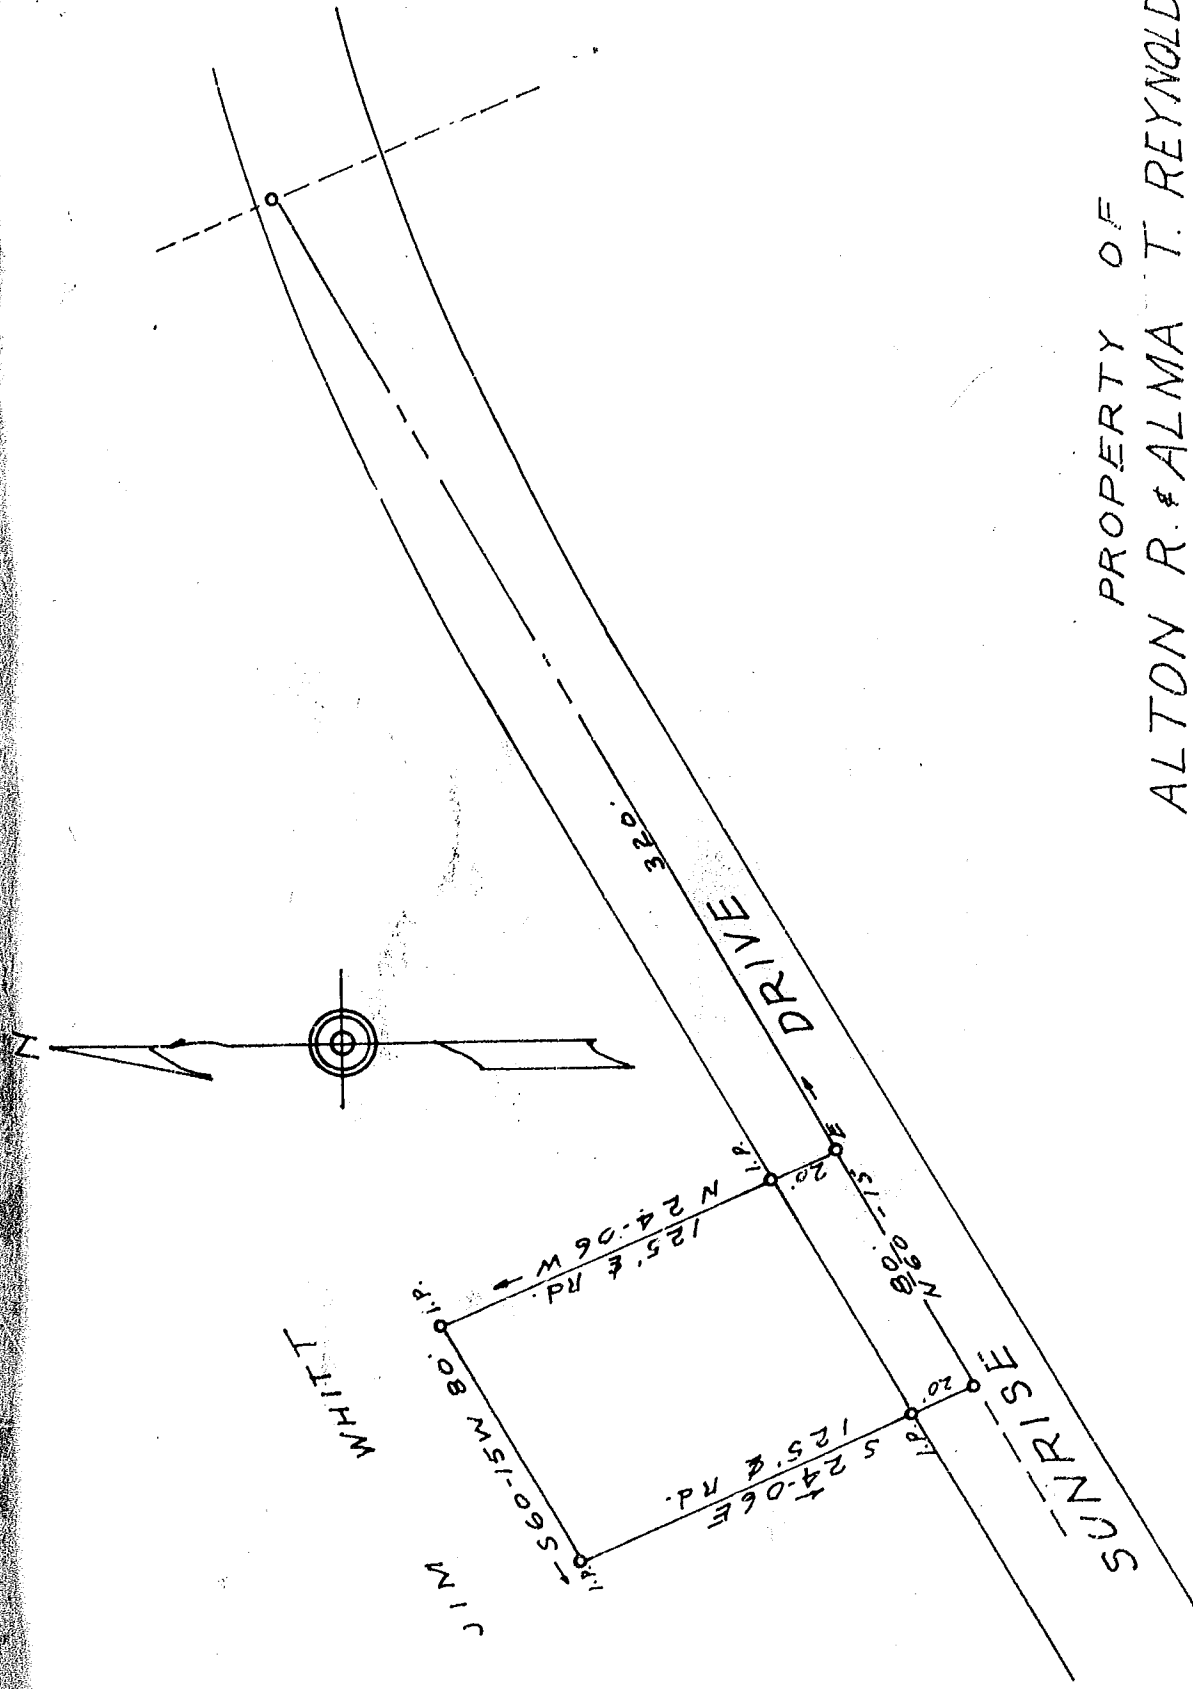 N
PROPERTY OF
ALTON R. & ALMA T. REYNOLD
JIM WHITT
SUNRISE DRIVE
320'
N 60-15 E
80'
20'
20'
I.P.
I.P.
I.P.
I.P.
N 24-06 W
125' ₵ Rd.
S 60-15 W 80'
S 24-06 E
125' ₵ Rd.